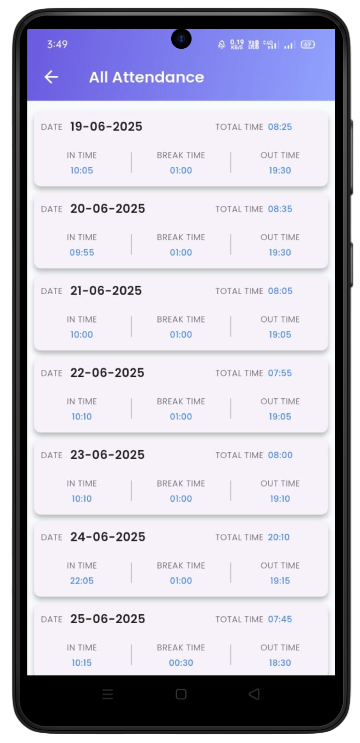 3:49 0.19 KB/S 67
All Attendance
DATE 19-06-2025 TOTAL TIME 08:25
IN TIME BREAK TIME OUT TIME
10:05 01:00 19:30
DATE 20-06-2025 TOTAL TIME 08:35
IN TIME BREAK TIME OUT TIME
09:55 01:00 19:30
DATE 21-06-2025 TOTAL TIME 08:05
IN TIME BREAK TIME OUT TIME
10:00 01:00 19:05
DATE 22-06-2025 TOTAL TIME 07:55
IN TIME BREAK TIME OUT TIME
10:10 01:00 19:05
DATE 23-06-2025 TOTAL TIME 08:00
IN TIME BREAK TIME OUT TIME
10:10 01:00 19:10
DATE 24-06-2025 TOTAL TIME 20:10
IN TIME BREAK TIME OUT TIME
22:05 01:00 19:15
DATE 25-06-2025 TOTAL TIME 07:45
IN TIME BREAK TIME OUT TIME
10:15 00:30 18:30